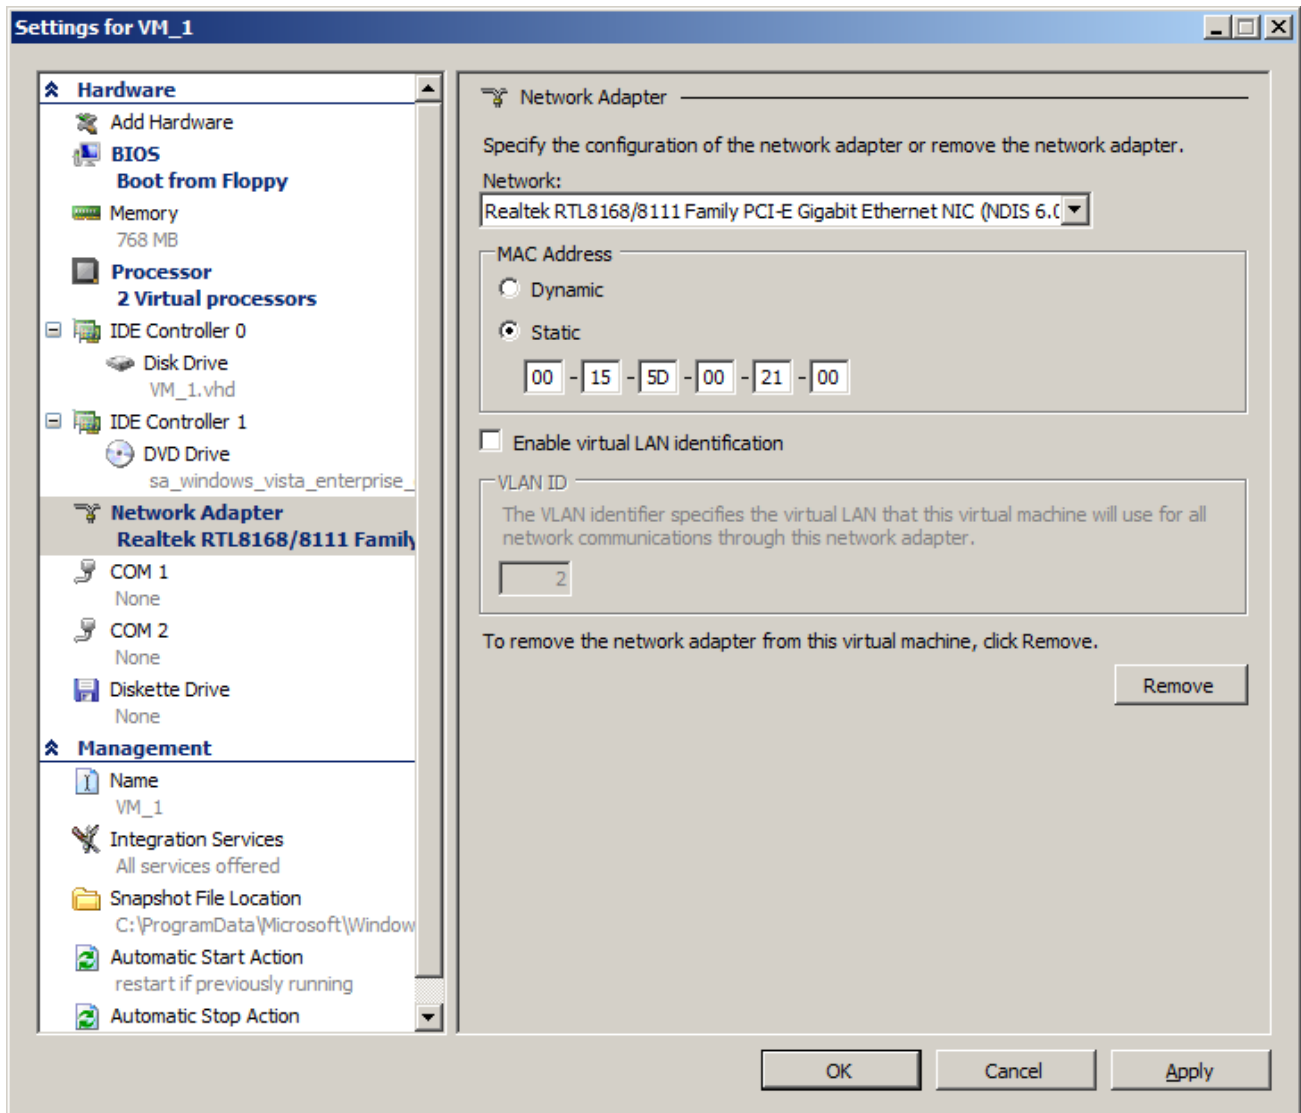 Settings for VM_1
Hardware
Add Hardware
BIOS
Boot from Floppy
Memory
768 MB
Processor
2 Virtual processors
IDE Controller 0
Disk Drive
VM_1.vhd
IDE Controller 1
DVD Drive
sa_windows_vista_enterprise_
Network Adapter
Realtek RTL8168/8111 Family
COM 1
None
COM 2
None
Diskette Drive
None
Management
Name
VM_1
Integration Services
All services offered
Snapshot File Location
C:\ProgramData\Microsoft\Window
Automatic Start Action
restart if previously running
Automatic Stop Action
Network Adapter
Specify the configuration of the network adapter or remove the network adapter.
Network:
Realtek RTL8168/8111 Family PCI-E Gigabit Ethernet NIC (NDIS 6.0
MAC Address
Dynamic
Static
00 - 15 - 5D - 00 - 21 - 00
Enable virtual LAN identification
VLAN ID
The VLAN identifier specifies the virtual LAN that this virtual machine will use for all
network communications through this network adapter.
2
To remove the network adapter from this virtual machine, click Remove.
Remove
OK
Cancel
Apply